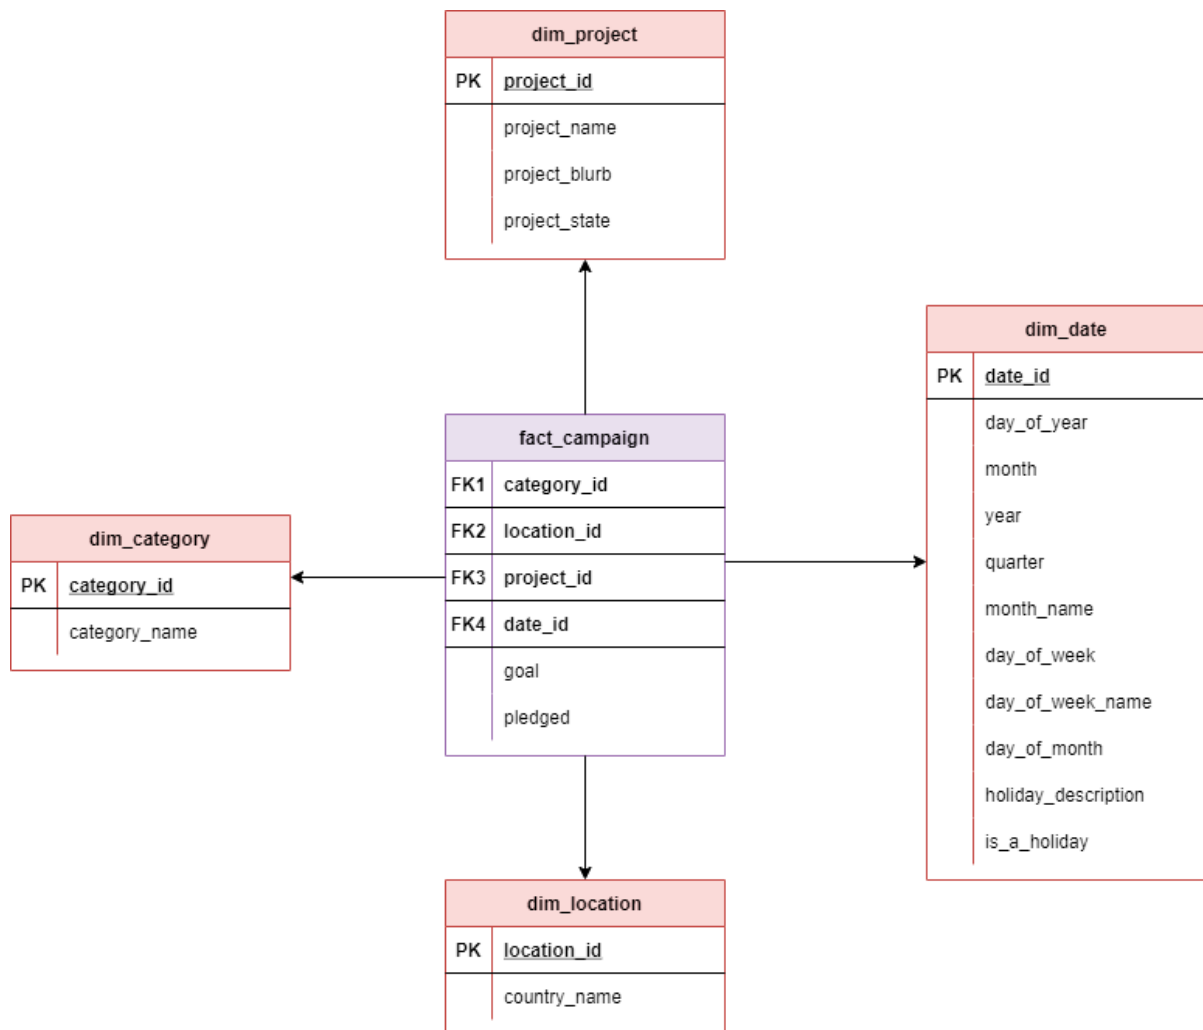 dim_project
PK project_id
project_name
project_blurb
project_state
dim_date
PK date_id
day_of_year
month
year
quarter
month_name
day_of_week
day_of_week_name
day_of_month
holiday_description
is_a_holiday
fact_campaign
FK1 category_id
FK2 location_id
FK3 project_id
FK4 date_id
goal
pledged
dim_category
PK category_id
category_name
dim_location
PK location_id
country_name